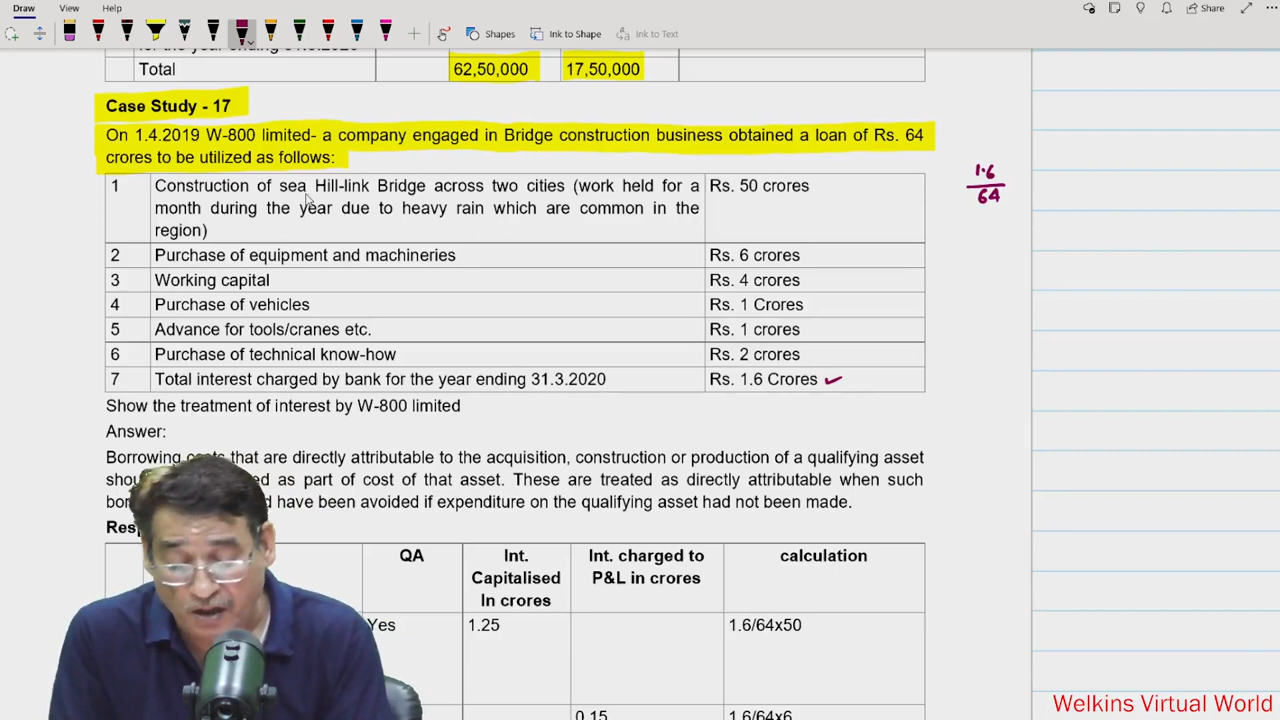 Draw View Help
Share
Shapes Ink to Shape Ink to Text
Total 62,50,000 17,50,000
Case Study - 17
On 1.4.2019 W-800 limited- a company engaged in Bridge construction business obtained a loan of Rs. 64
crores to be utilized as follows:
1.6
64
1 Construction of sea Hill-link Bridge across two cities (work held for a Rs. 50 crores
month during the year due to heavy rain which are common in the
region)
2 Purchase of equipment and machineries Rs. 6 crores
3 Working capital Rs. 4 crores
4 Purchase of vehicles Rs. 1 Crores
5 Advance for tools/cranes etc. Rs. 1 crores
6 Purchase of technical know-how Rs. 2 crores
7 Total interest charged by bank for the year ending 31.3.2020 Rs. 1.6 Crores
Show the treatment of interest by W-800 limited
Answer:
Borrowing that are directly attributable to the acquisition, construction or production of a qualifying asset
as part of cost of that asset. These are treated as directly attributable when such
have been avoided if expenditure on the qualifying asset had not been made.
QA Int. Int. charged to calculation
Capitalised P&L in crores
In crores
Yes 1.25 1.6/64x50
0.15 1.6/64x6
Welkins Virtual World